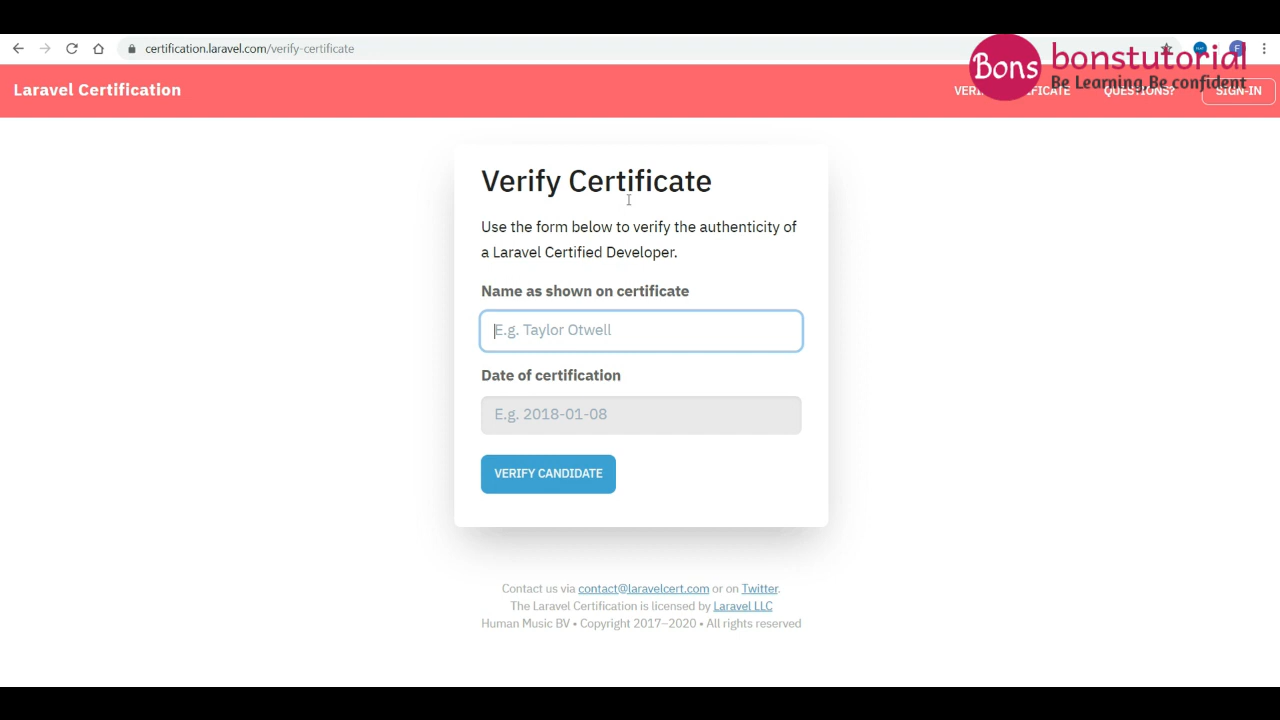 certification.laravel.com/verify-certificate
Bons bonstutorial
Be Learning, Be confident
Laravel Certification
QUESTIONS? SIGN-IN
Verify Certificate
Use the form below to verify the authenticity of
a Laravel Certified Developer.
Name as shown on certificate
E.g. Taylor Otwell
Date of certification
E.g. 2018-01-08
VERIFY CANDIDATE
Contact us via contact@laravelcert.com or on Twitter.
The Laravel Certification is licensed by Laravel LLC
Human Music BV • Copyright 2017–2020 • All rights reserved